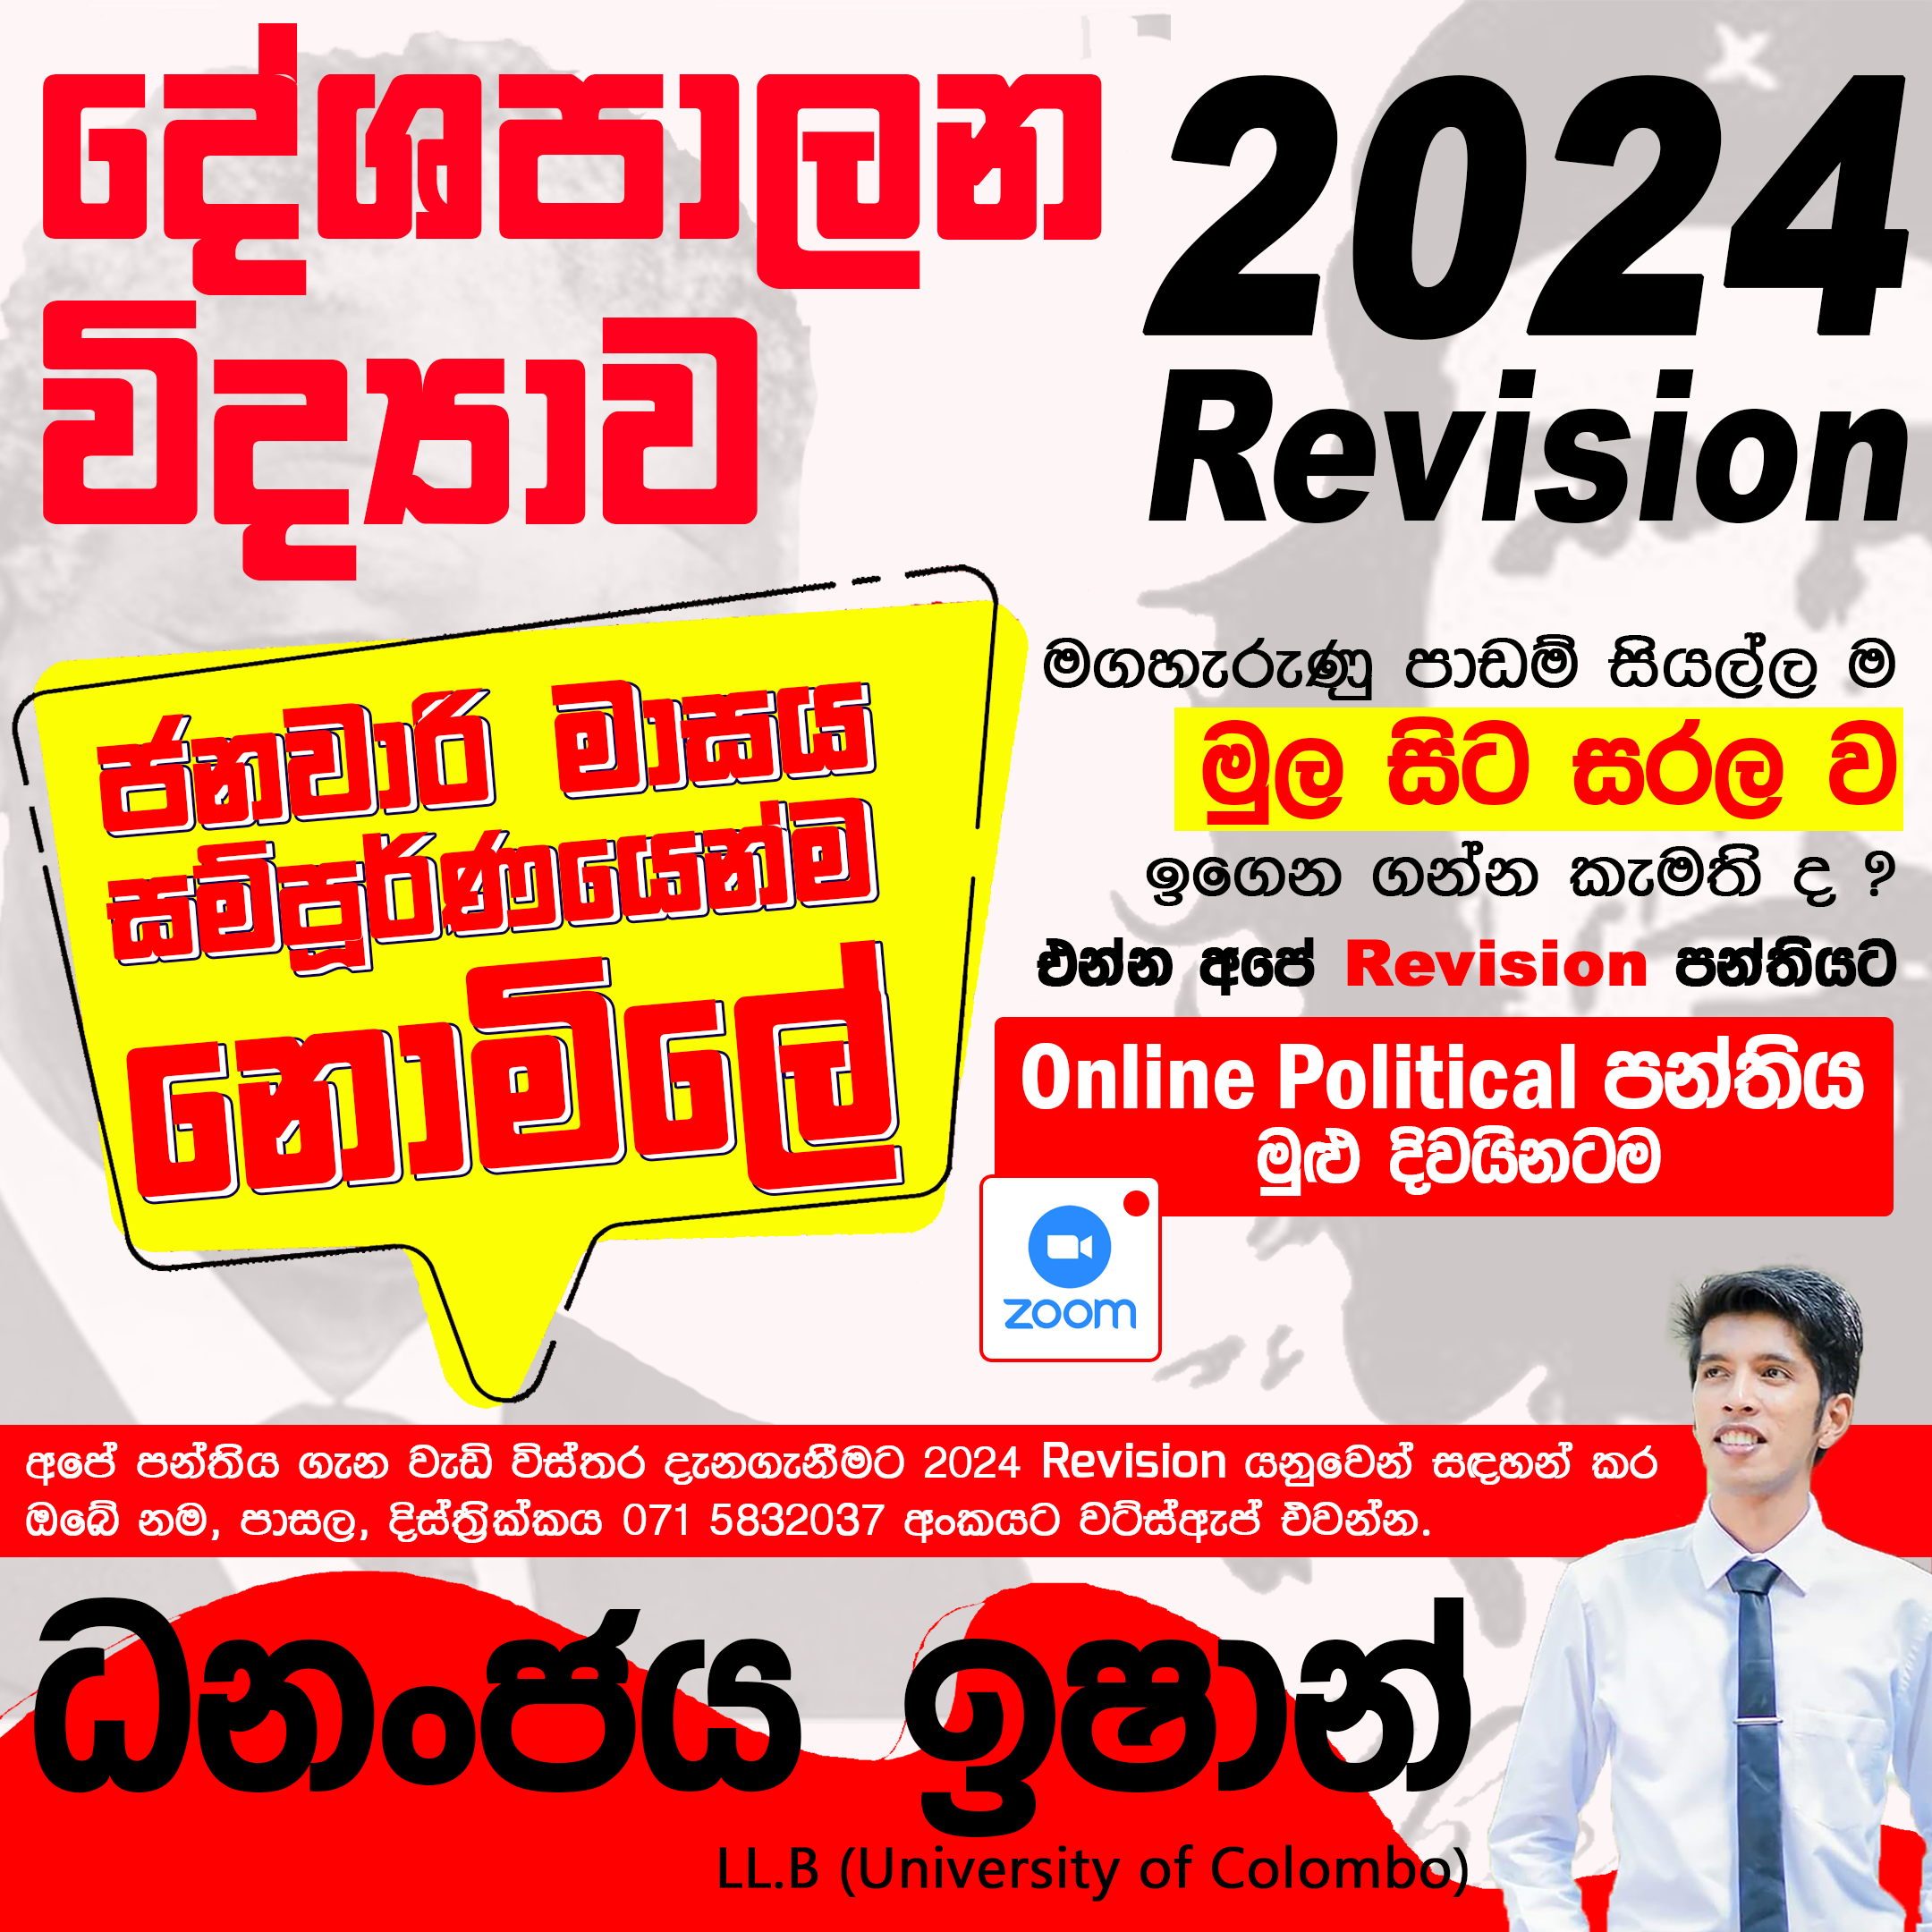 දේශපාලන
විද්‍යාව
2024
Revision
ජනවාරි මාසය
සම්පූර්ණයෙන්ම
නොමිලේ
මගහැරුණු පාඩම් සියල්ල ම
මුල සිට සරල ව
ඉගෙන ගන්න කැමති ද ?
එන්න අපේ Revision පන්තියට
Online Political පන්තිය
මුළු දිවයිනටම
zoom
අපේ පන්තිය ගැන වැඩි විස්තර දැනගැනීමට 2024 Revision යනුවෙන් සඳහන් කර
ඔබේ නම, පාසල, දිස්ත්‍රික්කය 071 5832037 අංකයට වට්ස්ඇප් එවන්න.
ධනංජය ඉෂාන්
LL.B (University of Colombo)